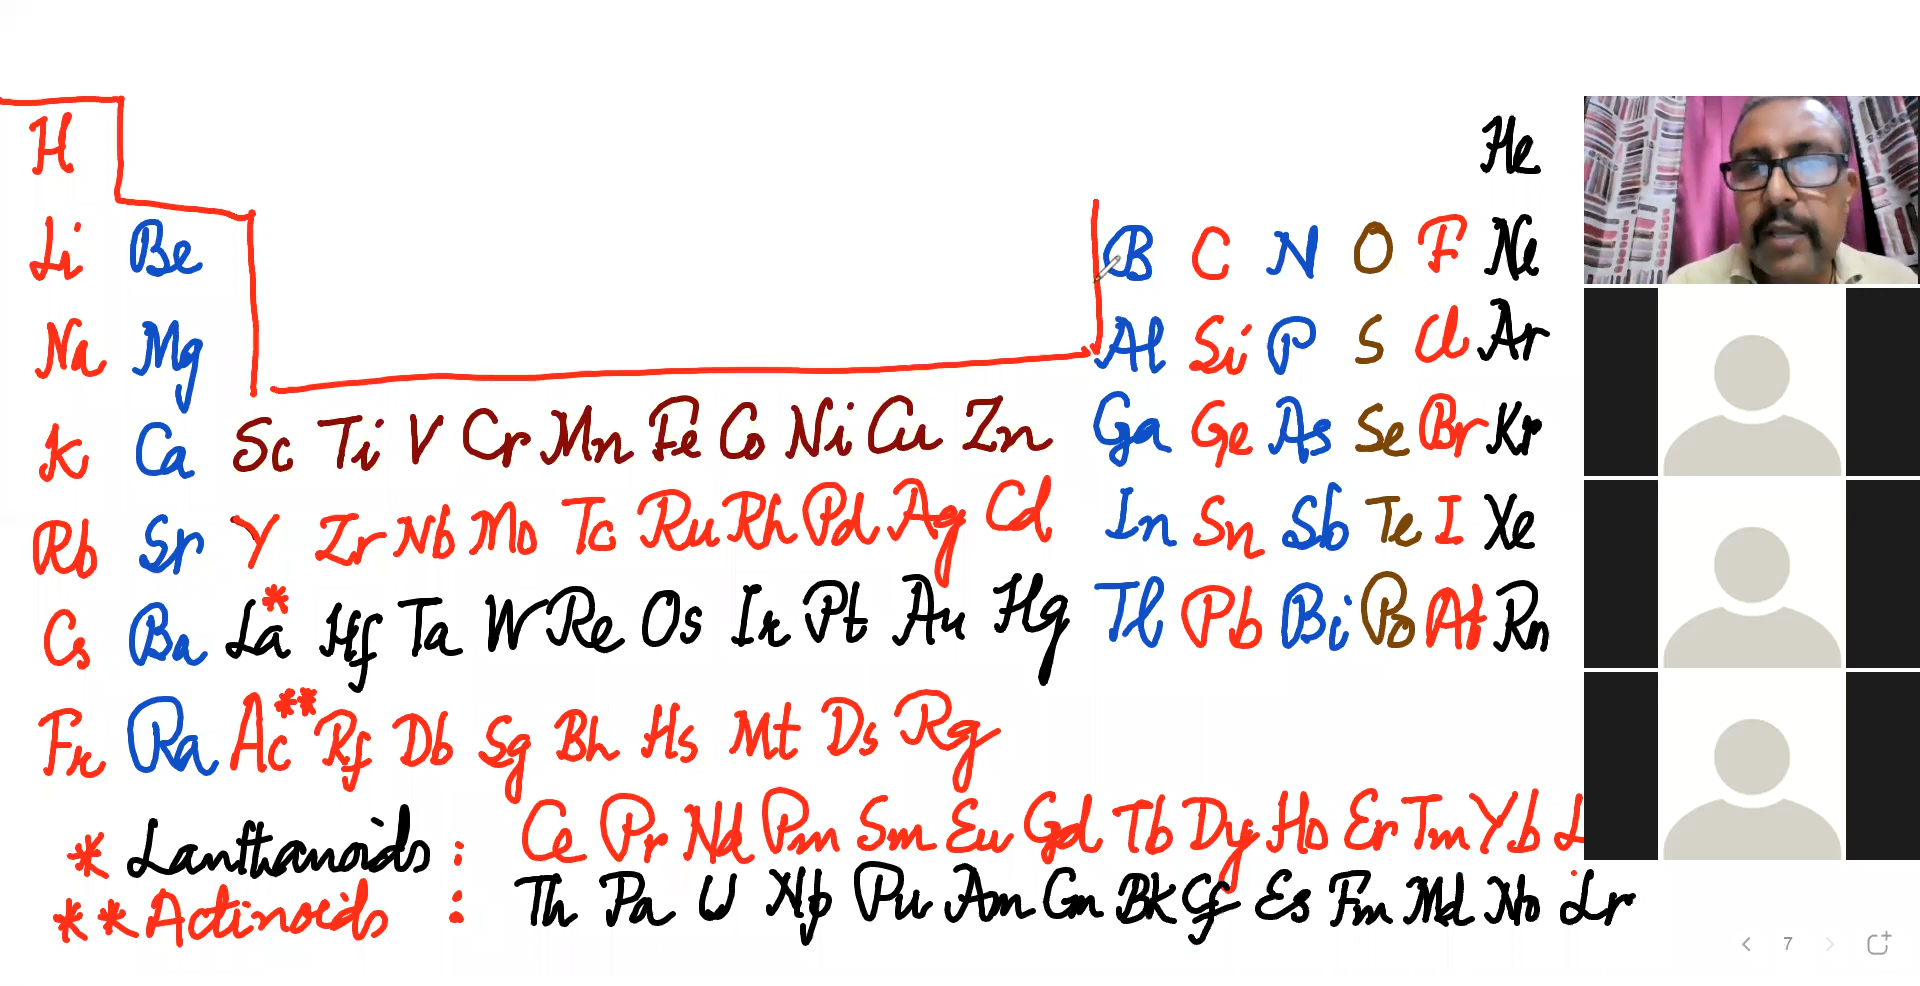 H He
Li Be B C N O F Ne
Na Mg Al Si P S Cl Ar
K Ca Sc Ti V Cr Mn Fe Co Ni Cu Zn Ga Ge As Se Br Kr
Rb Sr Y Zr Nb Mo Tc Ru Rh Pd Ag Cd In Sn Sb Te I Xe
Cs Ba La* Hf Ta W Re Os Ir Pt Au Hg Tl Pb Bi Po At Rn
Fr Ra Ac** Rf Db Sg Bh Hs Mt Ds Rg
* Lanthanoids : Ce Pr Nd Pm Sm Eu Gd Tb Dy Ho Er Tm Yb L
** Actinoids : Th Pa U Np Pu Am Cm Bk Cf Es Fm Md No Lr
7